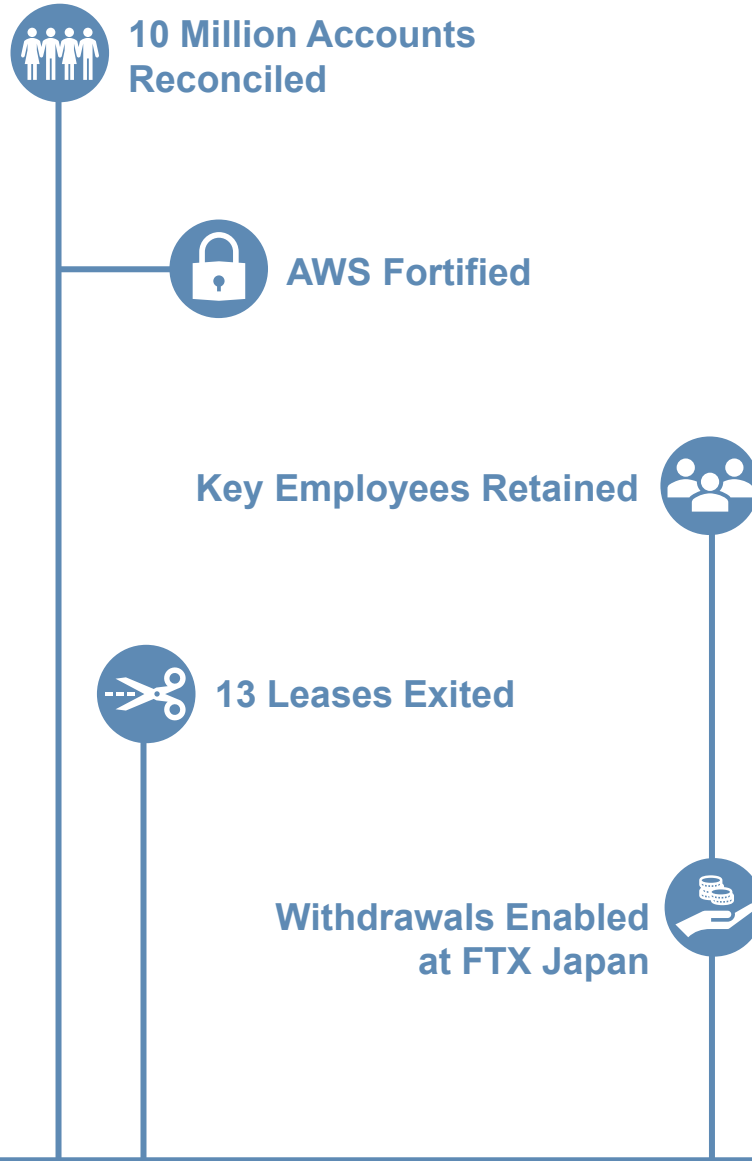 10 Million Accounts
Reconciled
AWS Fortified
Key Employees Retained
13 Leases Exited
Withdrawals Enabled
at FTX Japan